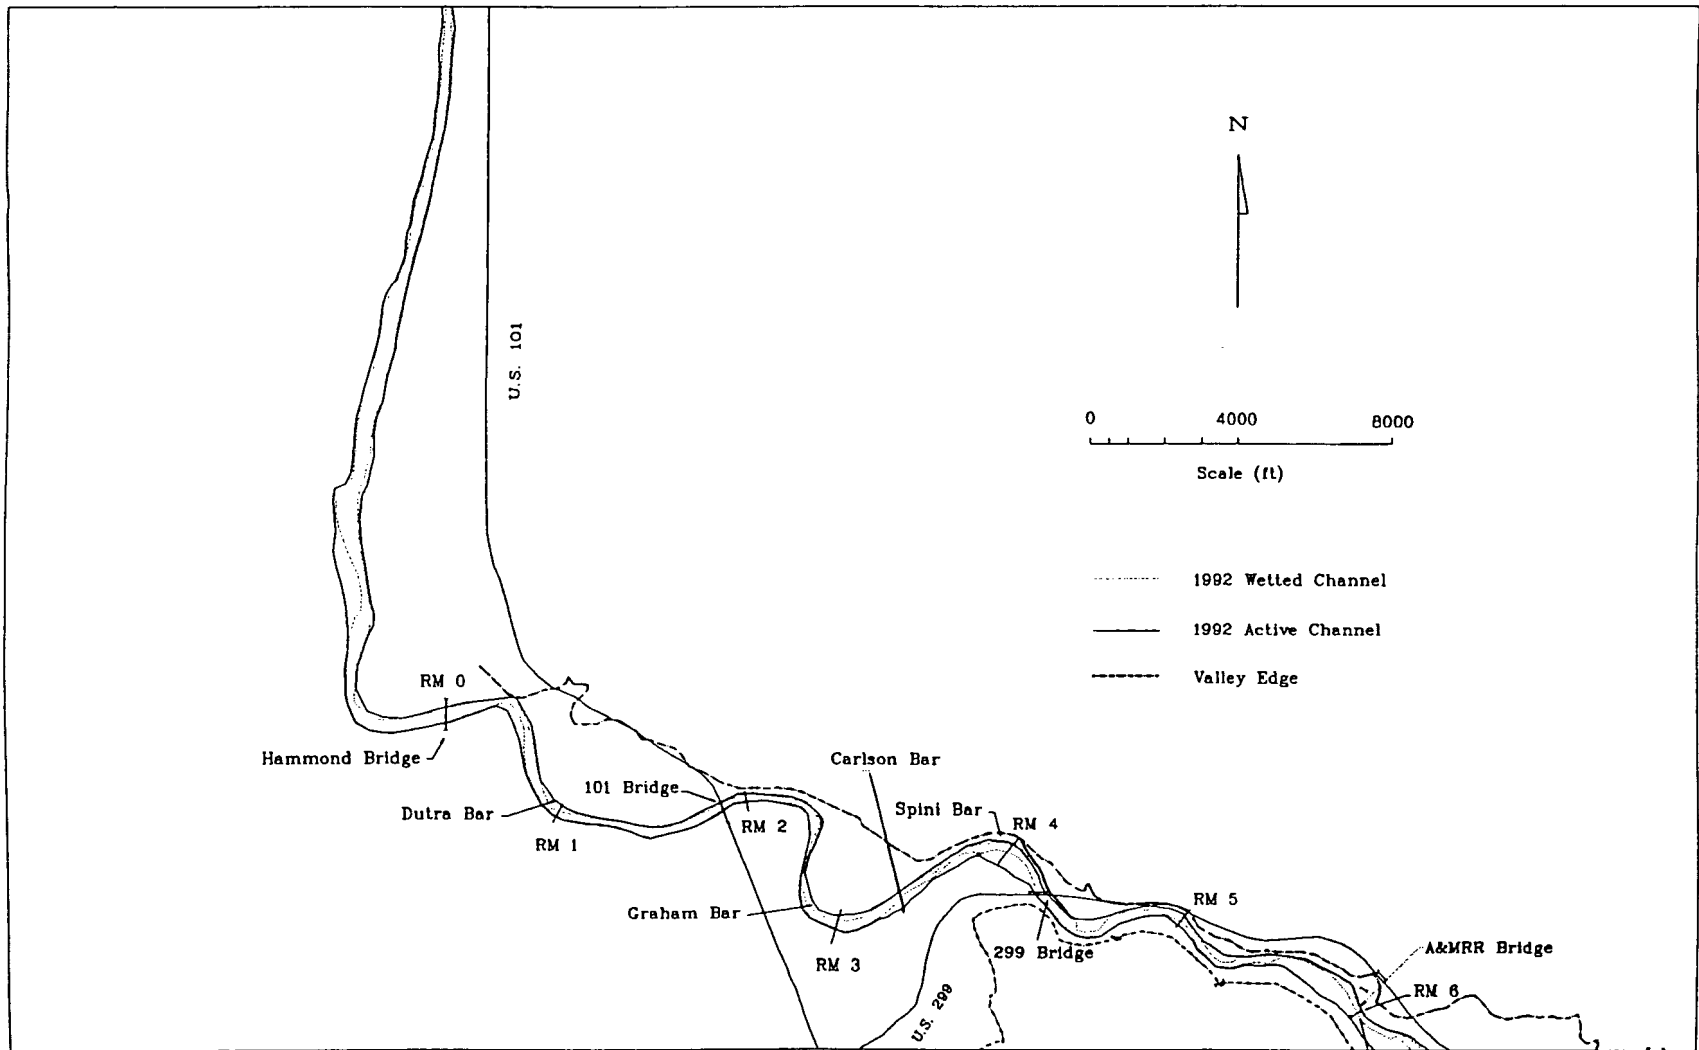 N
U.S. 101
0 4000 8000
Scale (ft)
1992 Wetted Channel
1992 Active Channel
Valley Edge
RM 0
Hammond Bridge
Carlson Bar
101 Bridge
Dutra Bar
Spini Bar
RM 4
RM 2
RM 1
RM 5
Graham Bar
299 Bridge
A&MRR Bridge
RM 3
RM 6
U.S. 299